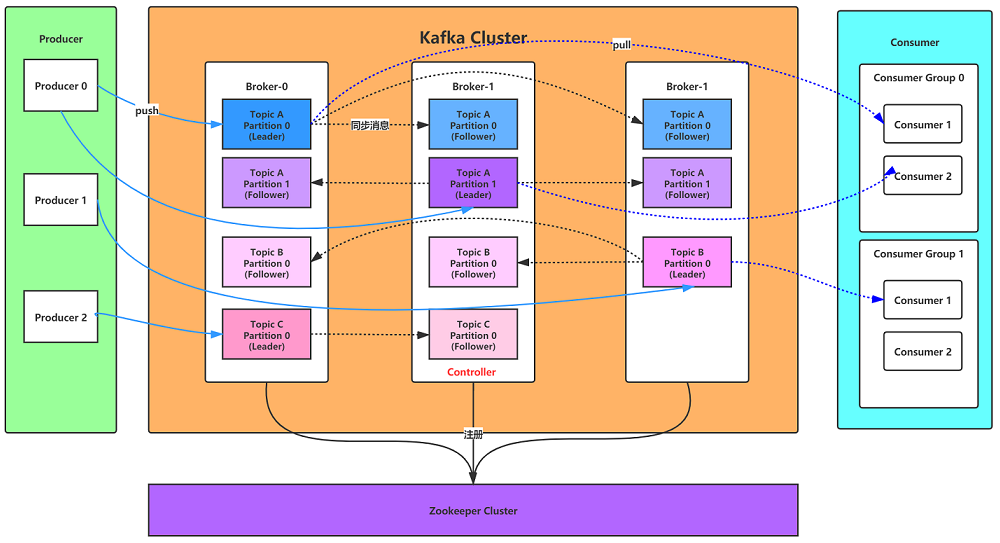 Producer
Producer 0
Producer 1
Producer 2
push
Kafka Cluster
pull
Broker-0
Topic A
Partition 0
(Leader)
Topic A
Partition 1
(Follower)
Topic B
Partition 0
(Follower)
Topic C
Partition 0
(Leader)
同步消息
Broker-1
Topic A
Partition 0
(Follower)
Topic A
Partition 1
(Leader)
Topic B
Partition 0
(Follower)
Topic C
Partition 0
(Follower)
Controller
Broker-1
Topic A
Partition 0
(Follower)
Topic A
Partition 1
(Follower)
Topic B
Partition 0
(Leader)
Consumer
Consumer Group 0
Consumer 1
Consumer 2
Consumer Group 1
Consumer 1
Consumer 2
注册
Zookeeper Cluster